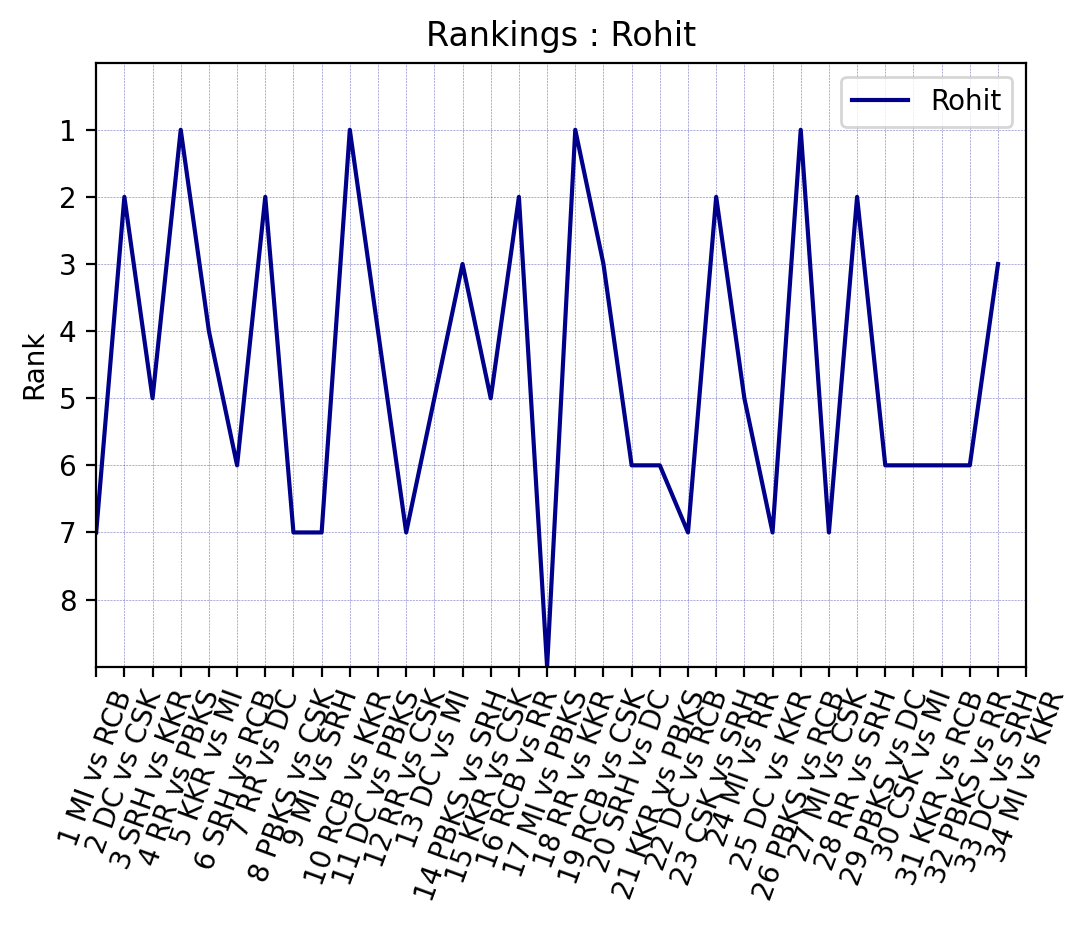 Rankings : Rohit
Rohit
Rank
1
2
3
4
5
6
7
8
1 MI vs RCB
2 DC vs CSK
3 SRH vs KKR
4 RR vs PBKS
5 KKR vs MI
6 SRH vs RCB
7 RR vs DC
8 PBKS vs CSK
9 MI vs SRH
10 RCB vs KKR
11 DC vs PBKS
12 RR vs CSK
13 DC vs MI
14 PBKS vs SRH
15 KKR vs CSK
16 RCB vs RR
17 MI vs PBKS
18 RR vs KKR
19 RCB vs CSK
20 SRH vs DC
21 KKR vs PBKS
22 DC vs RCB
23 CSK vs SRH
24 MI vs RR
25 DC vs KKR
26 PBKS vs RCB
27 MI vs CSK
28 RR vs SRH
29 PBKS vs DC
30 CSK vs MI
31 KKR vs RCB
32 PBKS vs RR
33 DC vs SRH
34 MI vs KKR